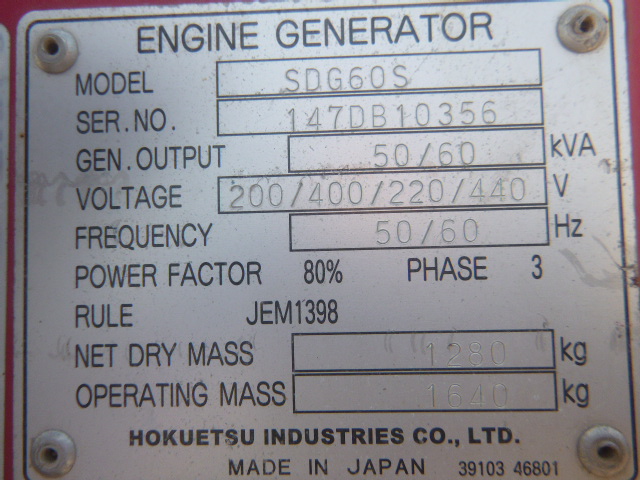 ENGINE GENERATOR
MODEL SDG60S
SER.NO. 147DB10356
GEN.OUTPUT 50/60 kVA
VOLTAGE 200/400/220/440 V
FREQUENCY 50/60 Hz
POWER FACTOR 80% PHASE 3
RULE JEM1398
NET DRY MASS 1280 kg
OPERATING MASS 1640 kg
HOKUETSU INDUSTRIES CO., LTD.
MADE IN JAPAN 39103 46801